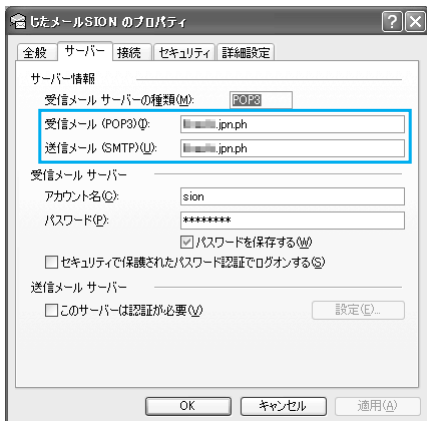 じたメールSION のプロパティ
全般 サーバー 接続 セキュリティ 詳細設定
サーバー情報
受信メール サーバーの種類(M): POP3
受信メール (POP3)(I): .jpn.ph
送信メール (SMTP)(U): .jpn.ph
受信メール サーバー
アカウント名(C): sion
パスワード(P): ********
パスワードを保存する(W)
セキュリティで保護されたパスワード認証でログオンする(S)
送信メール サーバー
このサーバーは認証が必要(V) 設定(E)...
OK キャンセル 適用(A)